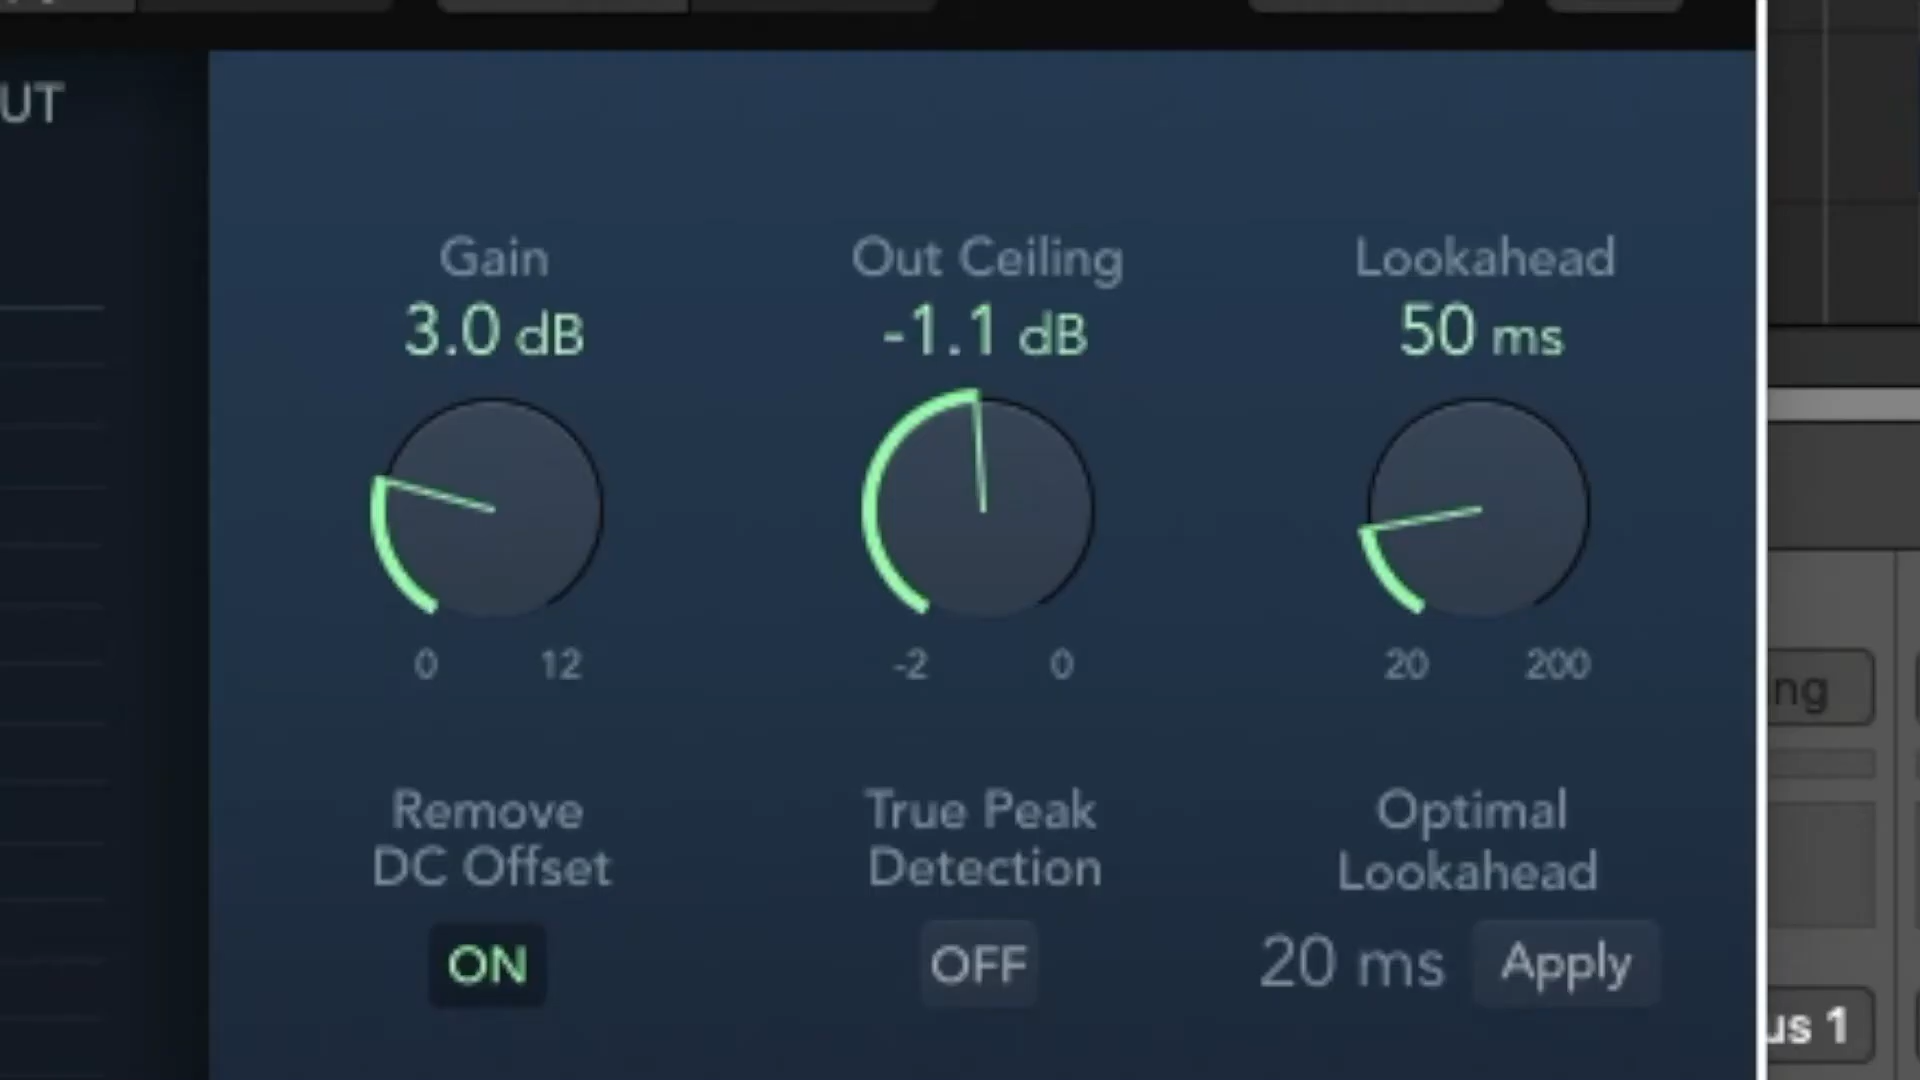 UT
Gain
Out Ceiling
Lookahead
3.0 dB
-1.1 dB
50 ms
0
12
-2
0
20
200
ng
Remove
DC Offset
True Peak
Detection
Optimal
Lookahead
ON
OFF
20 ms
Apply
us 1